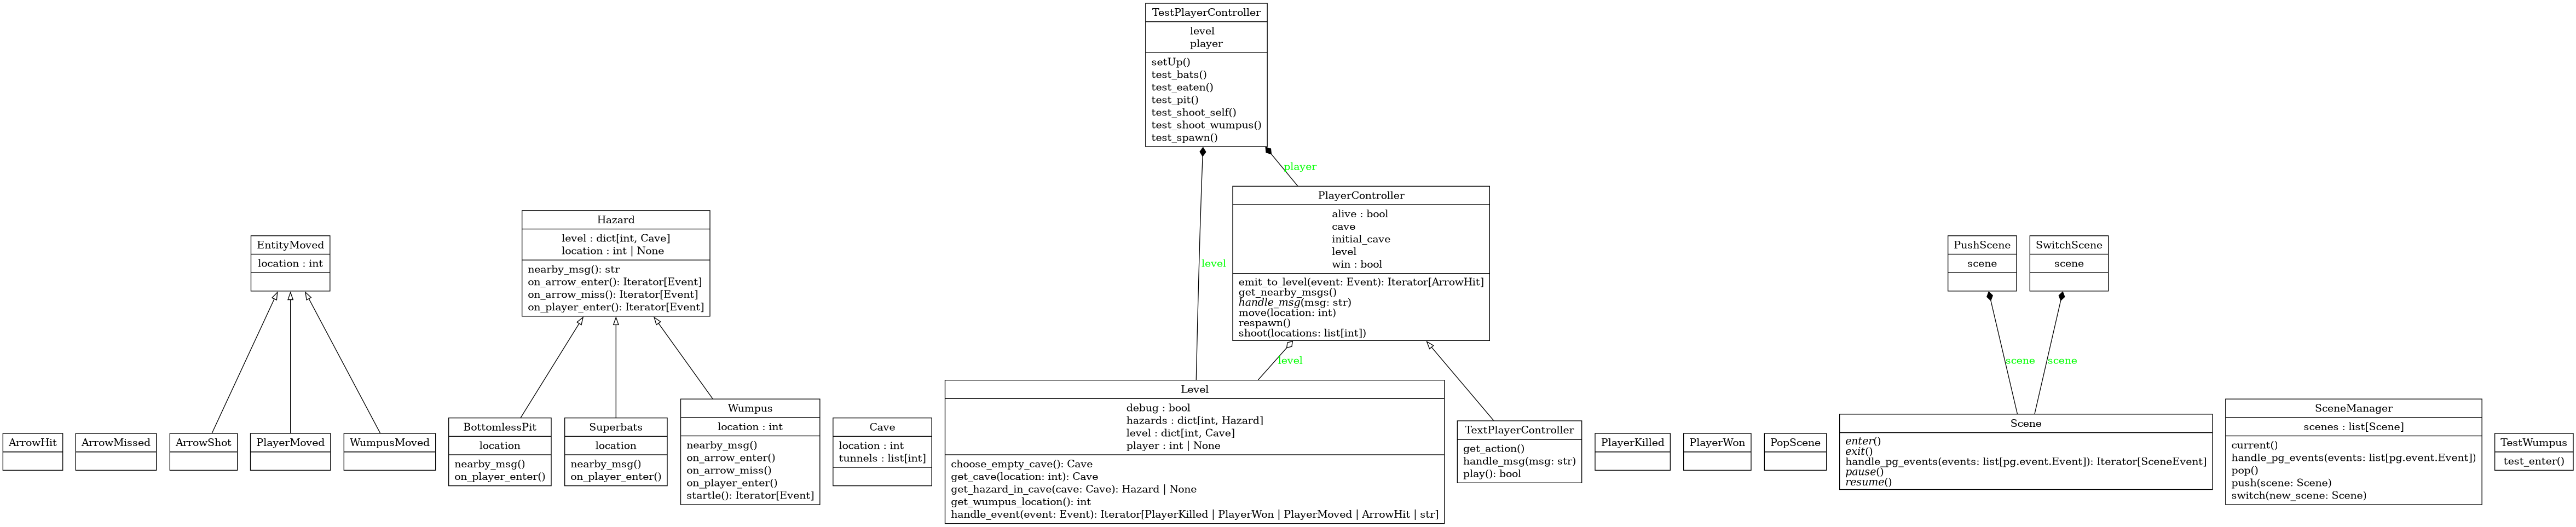 TestPlayerController
level
player
setUp()
test_bats()
test_eaten()
test_pit()
test_shoot_self()
test_shoot_wumpus()
test_spawn()
player
PlayerController
alive : bool
cave
initial_cave
level
win : bool
emit_to_level(event: Event): Iterator[ArrowHit]
get_nearby_msgs()
handle_msg(msg: str)
move(location: int)
respawn()
shoot(locations: list[int])
level
level
EntityMoved
location : int
Hazard
level : dict[int, Cave]
location : int | None
nearby_msg(): str
on_arrow_enter(): Iterator[Event]
on_arrow_miss(): Iterator[Event]
on_player_enter(): Iterator[Event]
PushScene
scene
SwitchScene
scene
scene
scene
ArrowHit
ArrowMissed
ArrowShot
PlayerMoved
WumpusMoved
BottomlessPit
location
nearby_msg()
on_player_enter()
Superbats
location
nearby_msg()
on_player_enter()
Wumpus
location : int
nearby_msg()
on_arrow_enter()
on_arrow_miss()
on_player_enter()
startle(): Iterator[Event]
Cave
location : int
tunnels : list[int]
Level
debug : bool
hazards : dict[int, Hazard]
level : dict[int, Cave]
player : int | None
choose_empty_cave(): Cave
get_cave(location: int): Cave
get_hazard_in_cave(cave: Cave): Hazard | None
get_wumpus_location(): int
handle_event(event: Event): Iterator[PlayerKilled | PlayerWon | PlayerMoved | ArrowHit | str]
TextPlayerController
get_action()
handle_msg(msg: str)
play(): bool
PlayerKilled
PlayerWon
PopScene
Scene
enter()
exit()
handle_pg_events(events: list[pg.event.Event]): Iterator[SceneEvent]
pause()
resume()
SceneManager
scenes : list[Scene]
current()
handle_pg_events(events: list[pg.event.Event])
pop()
push(scene: Scene)
switch(new_scene: Scene)
TestWumpus
test_enter()